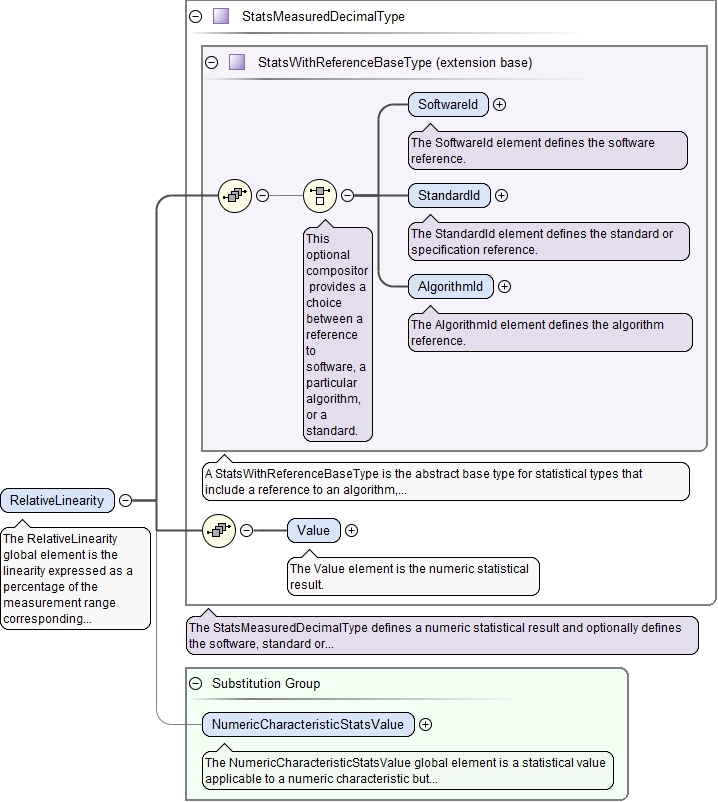 StatsMeasuredDecimalType
StatsWithReferenceBaseType (extension base)
SoftwareId
The SoftwareId element defines the software
reference.
StandardId
The StandardId element defines the standard or
specification reference.
AlgorithmId
The AlgorithmId element defines the algorithm
reference.
This
optional
compositor
provides a
choice
between a
reference
to
software, a
particular
algorithm,
or a
standard.
A StatsWithReferenceBaseType is the abstract base type for statistical types that
include a reference to an algorithm,...
RelativeLinearity
The RelativeLinearity
global element is the
linearity expressed as a
percentage of the
measurement range
corresponding...
Value
The Value element is the numeric statistical
result.
The StatsMeasuredDecimalType defines a numeric statistical result and optionally defines
the software, standard or...
Substitution Group
NumericCharacteristicStatsValue
The NumericCharacteristicStatsValue global element is a statistical value
applicable to a numeric characteristic but...